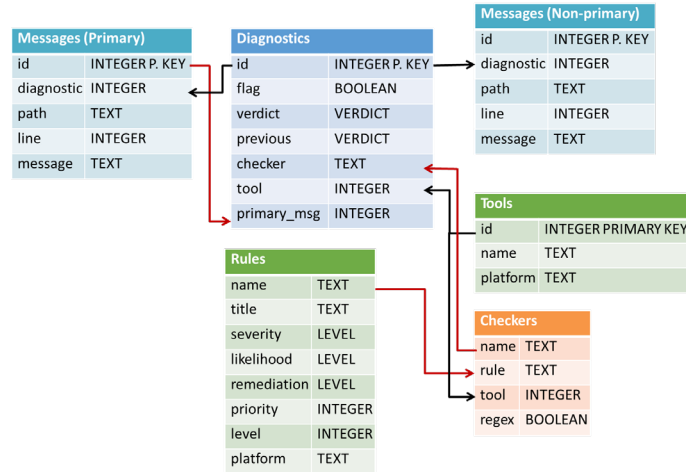 Messages (Primary)
id INTEGER P. KEY
diagnostic INTEGER
path TEXT
line INTEGER
message TEXT
Diagnostics
id INTEGER P. KEY
flag BOOLEAN
verdict VERDICT
previous VERDICT
checker TEXT
tool INTEGER
primary_msg INTEGER
Messages (Non-primary)
id INTEGER P. KEY
diagnostic INTEGER
path TEXT
line INTEGER
message TEXT
Tools
id INTEGER PRIMARY KEY
name TEXT
platform TEXT
Rules
name TEXT
title TEXT
severity LEVEL
likelihood LEVEL
remediation LEVEL
priority INTEGER
level INTEGER
platform TEXT
Checkers
name TEXT
rule TEXT
tool INTEGER
regex BOOLEAN